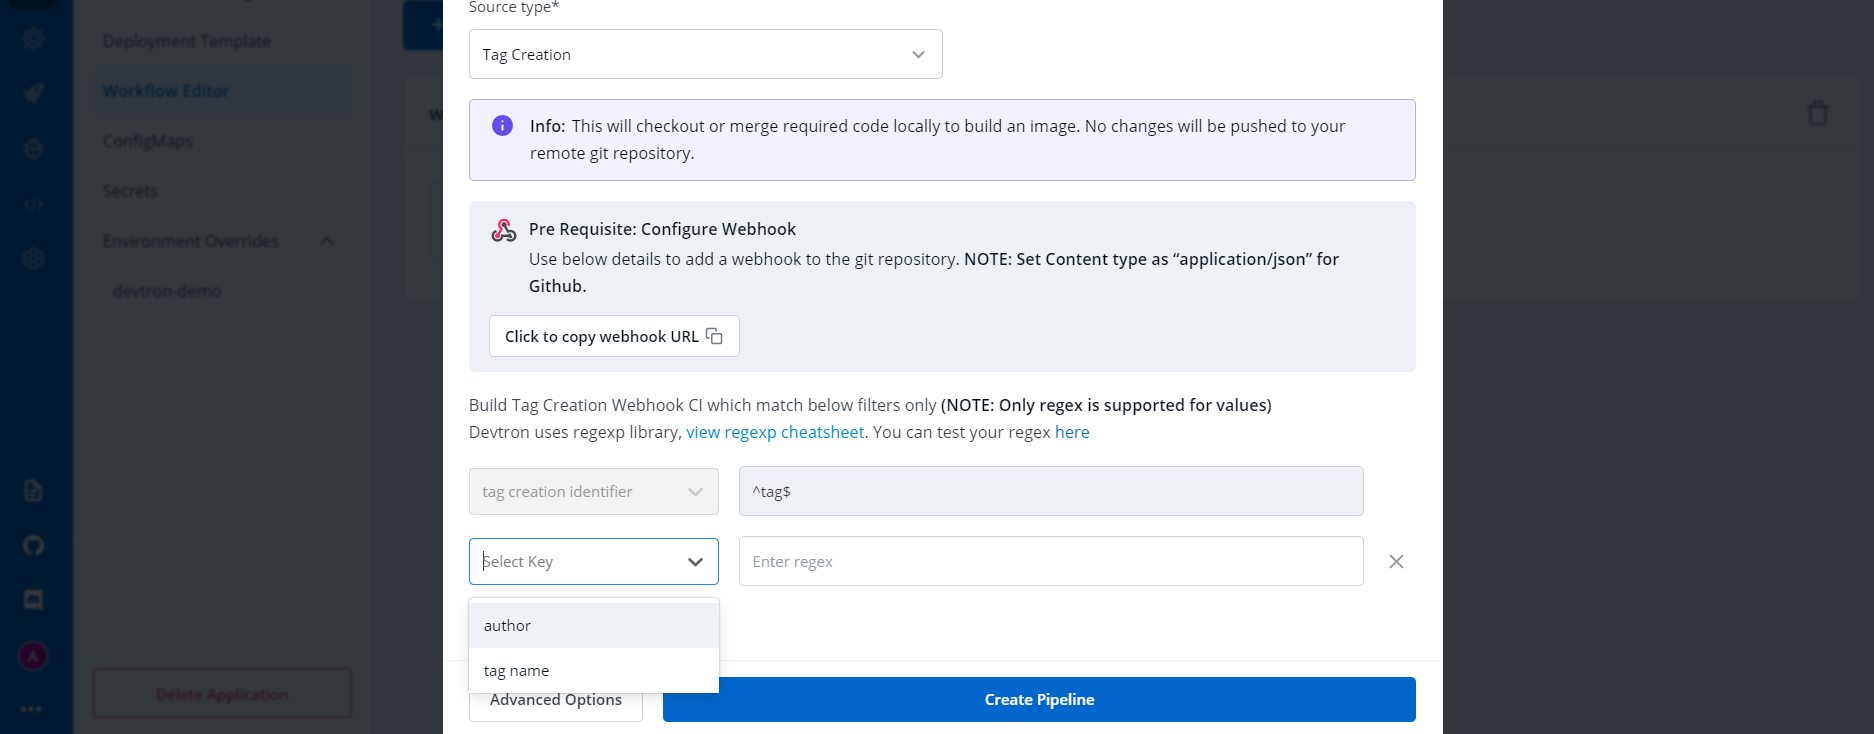 Source type*
Deployment Template
Tag Creation
Workflow Editor
Info: This will checkout or merge required code locally to build an image. No changes will be pushed to your
remote git repository.
ConfigMaps
Secrets
Environment Overrides
devtron-demo
Pre Requisite: Configure Webhook
Use below details to add a webhook to the git repository. NOTE: Set Content type as “application/json” for
Github.
Click to copy webhook URL
Build Tag Creation Webhook CI which match below filters only (NOTE: Only regex is supported for values)
Devtron uses regexp library, view regexp cheatsheet. You can test your regex here
tag creation identifier
^tag$
Select Key
Enter regex
author
tag name
A
Delete Application
Advanced Options
Create Pipeline